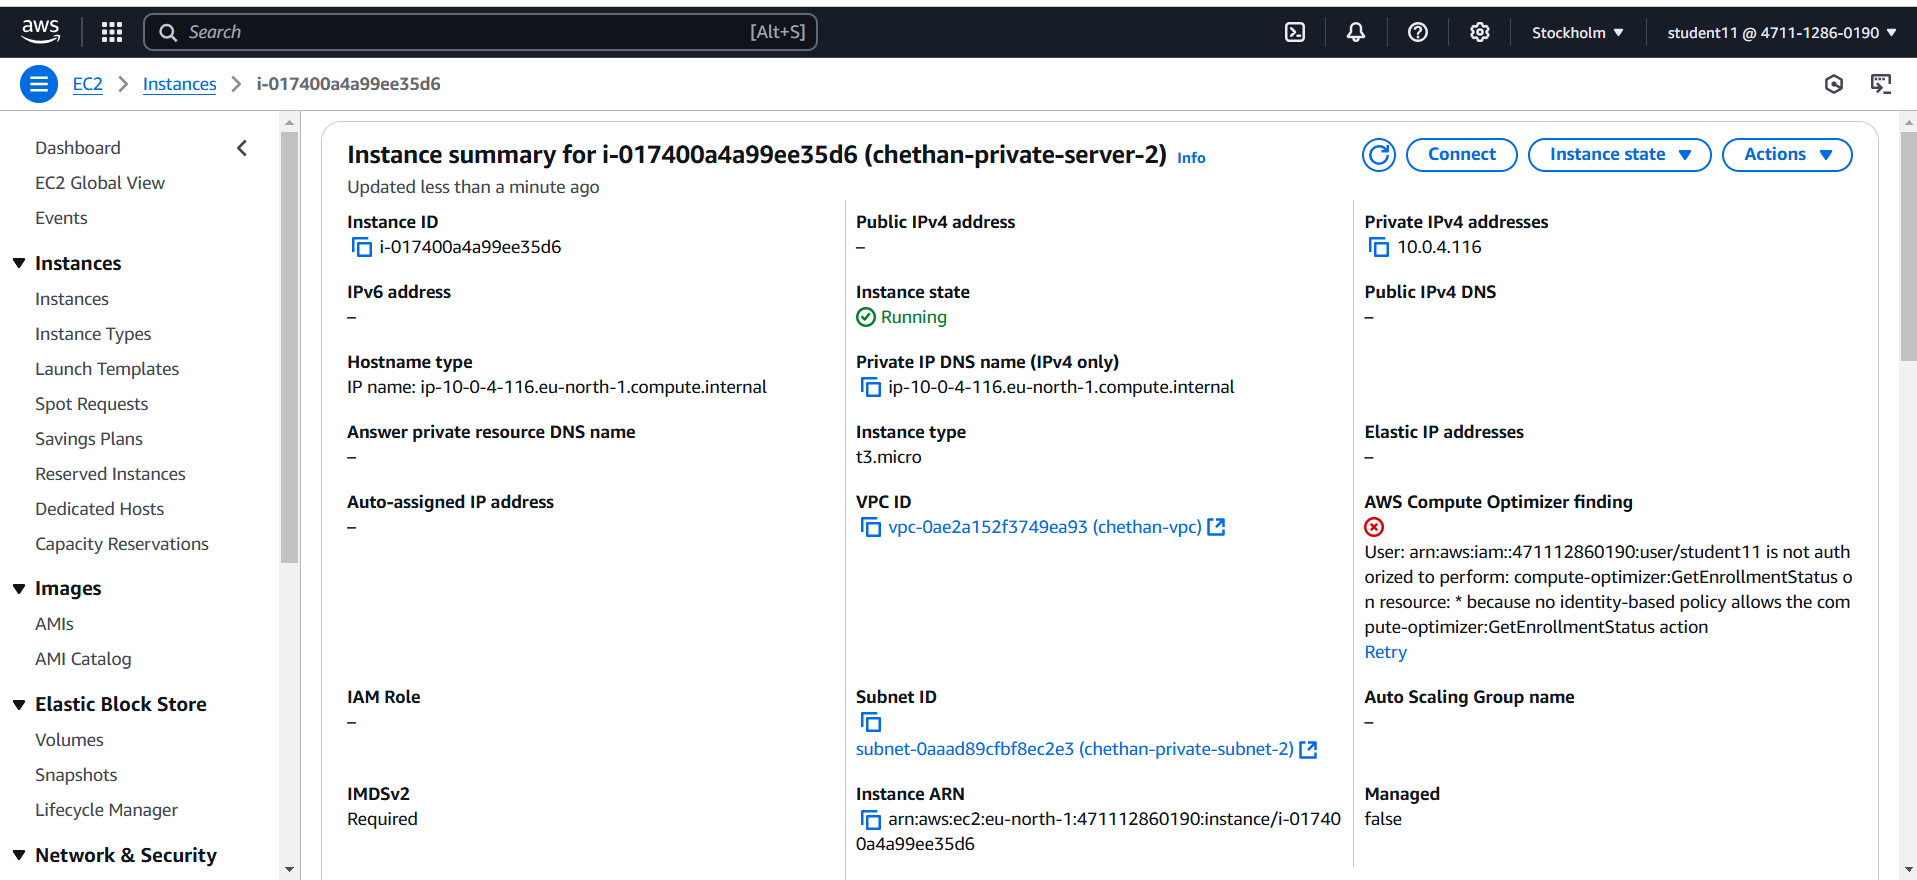 aws
Search
[Alt+S]
Stockholm
student11 @ 4711-1286-0190
EC2
Instances
i-017400a4a99ee35d6
Dashboard
EC2 Global View
Events
Instances
Instances
Instance Types
Launch Templates
Spot Requests
Savings Plans
Reserved Instances
Dedicated Hosts
Capacity Reservations
Images
AMIs
AMI Catalog
Elastic Block Store
Volumes
Snapshots
Lifecycle Manager
Network & Security
Instance summary for i-017400a4a99ee35d6 (chethan-private-server-2) Info
Updated less than a minute ago
Connect
Instance state
Actions
Instance ID
i-017400a4a99ee35d6
Public IPv4 address
–
Private IPv4 addresses
10.0.4.116
IPv6 address
–
Instance state
Running
Public IPv4 DNS
–
Hostname type
IP name: ip-10-0-4-116.eu-north-1.compute.internal
Private IP DNS name (IPv4 only)
ip-10-0-4-116.eu-north-1.compute.internal
Answer private resource DNS name
–
Instance type
t3.micro
Elastic IP addresses
–
Auto-assigned IP address
–
VPC ID
vpc-0ae2a152f3749ea93 (chethan-vpc)
AWS Compute Optimizer finding
User: arn:aws:iam::471112860190:user/student11 is not auth
orized to perform: compute-optimizer:GetEnrollmentStatus o
n resource: * because no identity-based policy allows the com
pute-optimizer:GetEnrollmentStatus action
Retry
IAM Role
–
Subnet ID
subnet-0aaad89cfbf8ec2e3 (chethan-private-subnet-2)
Auto Scaling Group name
–
IMDSv2
Required
Instance ARN
arn:aws:ec2:eu-north-1:471112860190:instance/i-01740
0a4a99ee35d6
Managed
false